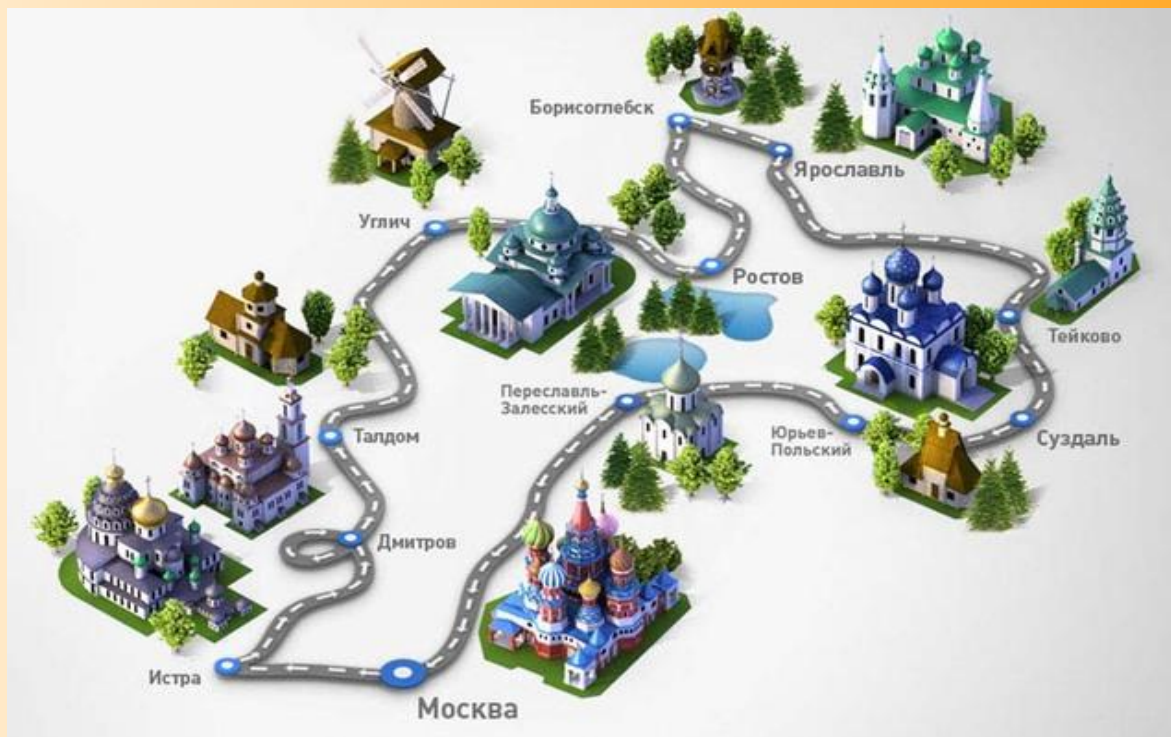 Борисоглебск
Ярославль
Углич
Ростов
Тейково
Переславль-
Залесский
Юрьев-
Польский
Суздаль
Талдом
Дмитров
Истра
Москва